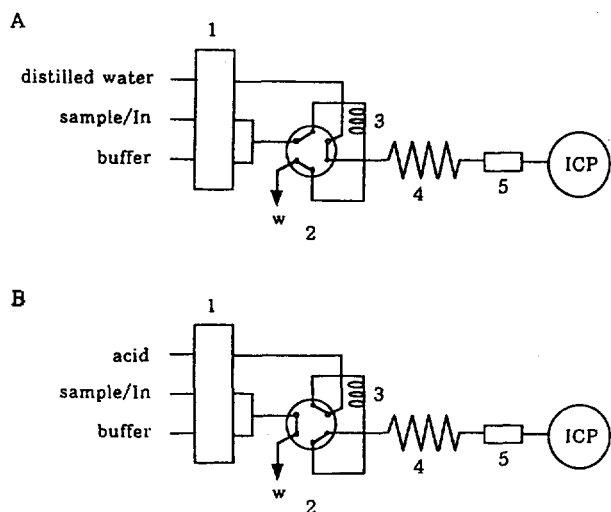 A
1
distilled water
sample/In
3
buffer
ICP
4
5
w
2
B
1
acid
sample/In
3
buffer
ICP
4
5
w
2